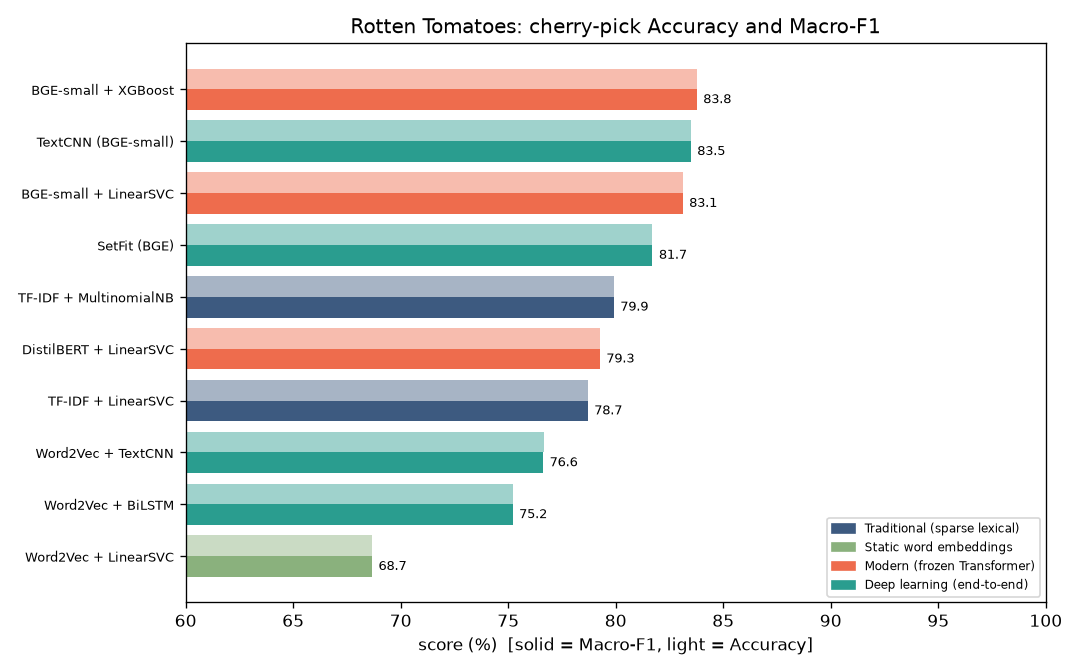 Rotten Tomatoes: cherry-pick Accuracy and Macro-F1
BGE-small + XGBoost
83.8
TextCNN (BGE-small)
83.5
BGE-small + LinearSVC
83.1
SetFit (BGE)
81.7
TF-IDF + MultinomialNB
79.9
DistilBERT + LinearSVC
79.3
TF-IDF + LinearSVC
78.7
Word2Vec + TextCNN
76.6
Word2Vec + BiLSTM
75.2
Word2Vec + LinearSVC
68.7
Traditional (sparse lexical)
Static word embeddings
Modern (frozen Transformer)
Deep learning (end-to-end)
60 65 70 75 80 85 90 95 100
score (%)  [solid = Macro-F1, light = Accuracy]